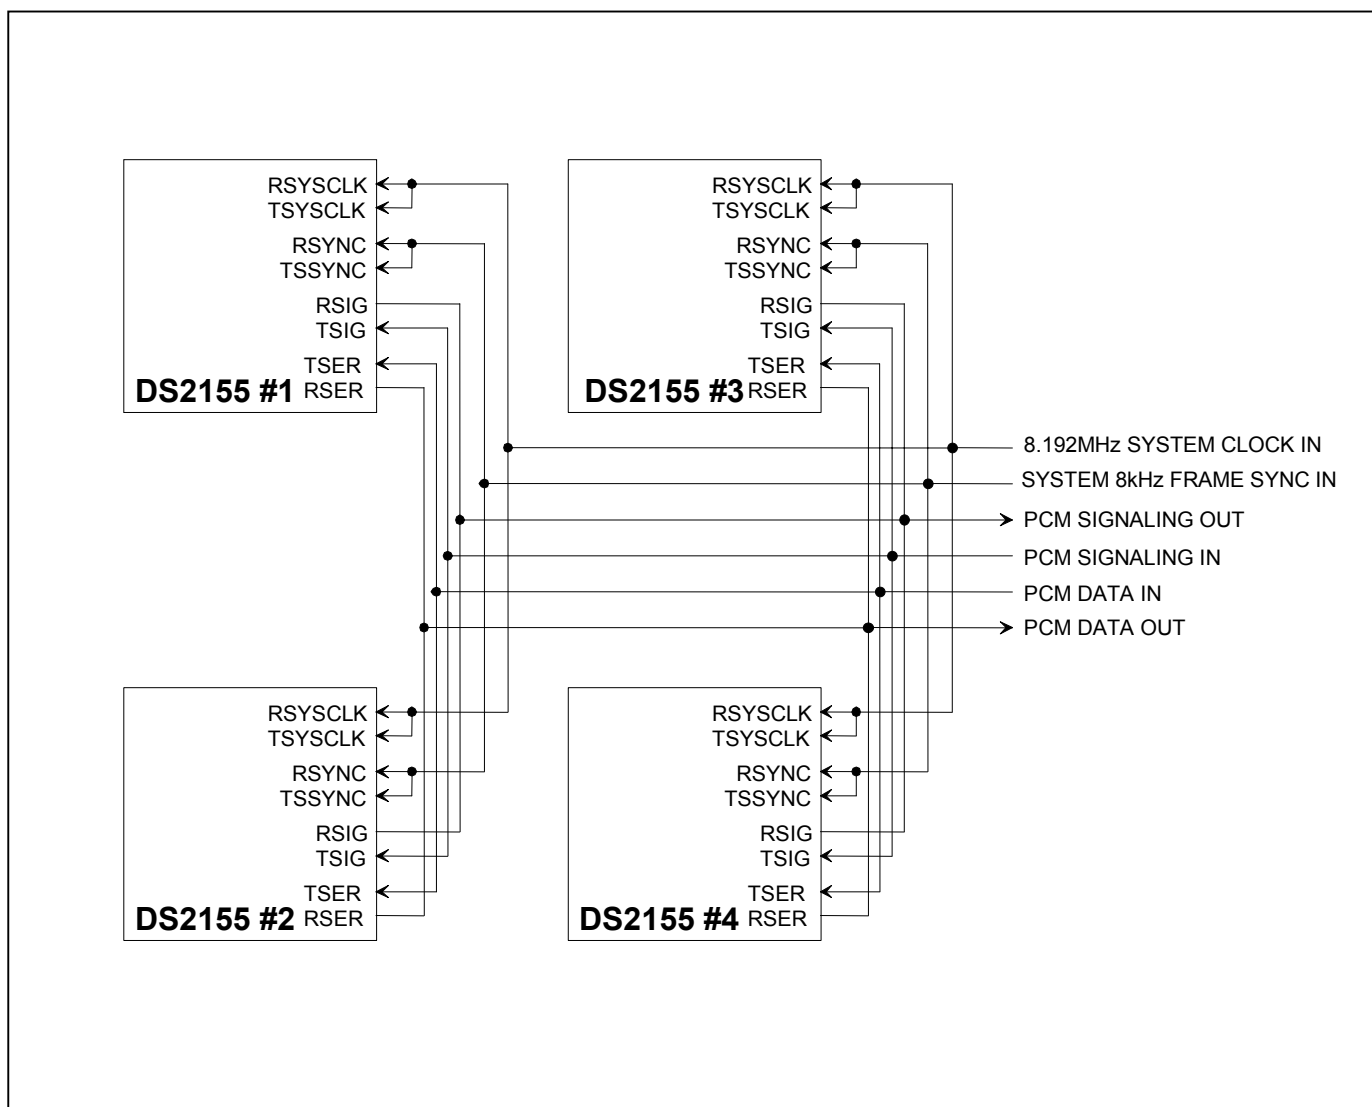 RSYSCLK
TSYSCLK
RSYNC
TSSYNC
RSIG
TSIG
TSER
DS2155 #1 RSER
RSYSCLK
TSYSCLK
RSYNC
TSSYNC
RSIG
TSIG
TSER
DS2155 #3 RSER
8.192MHz SYSTEM CLOCK IN
SYSTEM 8kHz FRAME SYNC IN
PCM SIGNALING OUT
PCM SIGNALING IN
PCM DATA IN
PCM DATA OUT
RSYSCLK
TSYSCLK
RSYNC
TSSYNC
RSIG
TSIG
TSER
DS2155 #2 RSER
RSYSCLK
TSYSCLK
RSYNC
TSSYNC
RSIG
TSIG
TSER
DS2155 #4 RSER